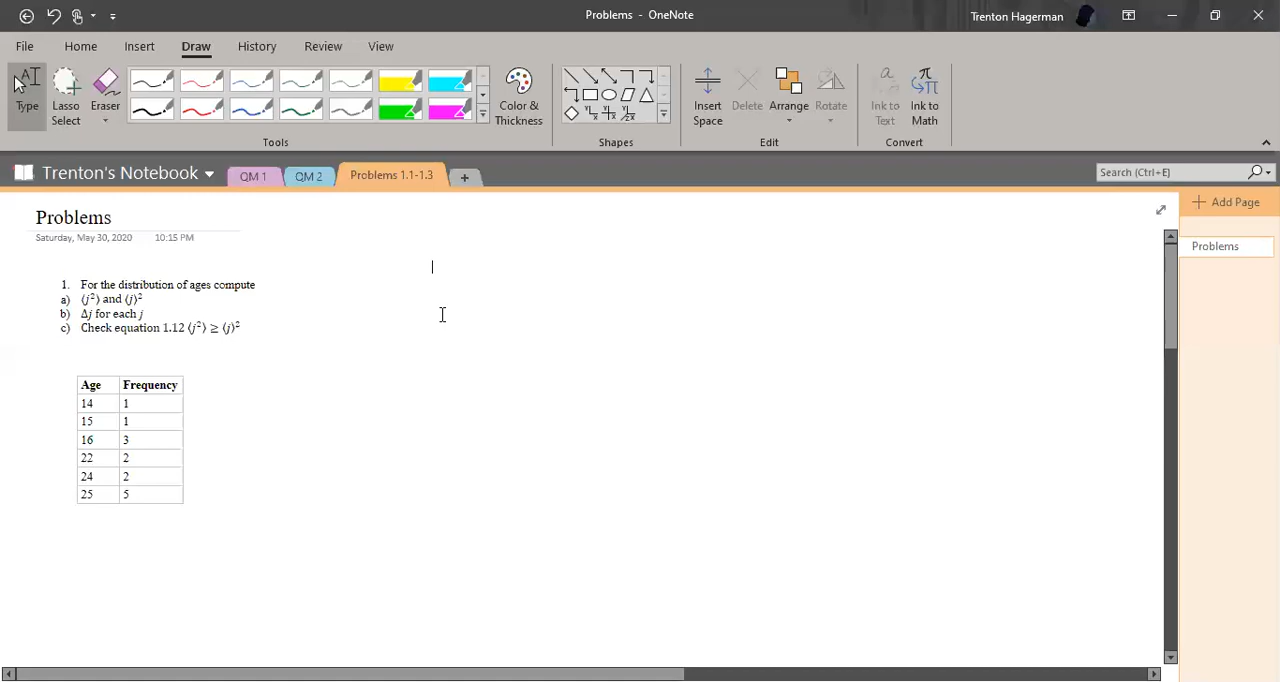 Problems - OneNote
Trenton Hagerman
File Home Insert Draw History Review View
Type
Lasso Select
Eraser
Color & Thickness
Insert Space
Delete
Arrange
Rotate
Ink to Text
Ink to Math
Tools
Shapes
Edit
Convert
Trenton's Notebook
QM 1
QM 2
Problems 1.1-1.3
Search (Ctrl+E)
Add Page
Problems
Problems
Saturday, May 30, 2020 10:15 PM
1. For the distribution of ages compute
a) ⟨j²⟩ and ⟨j⟩²
b) Δj for each j
c) Check equation 1.12 ⟨j²⟩ ≥ ⟨j⟩²
Age Frequency
14 1
15 1
16 3
22 2
24 2
25 5